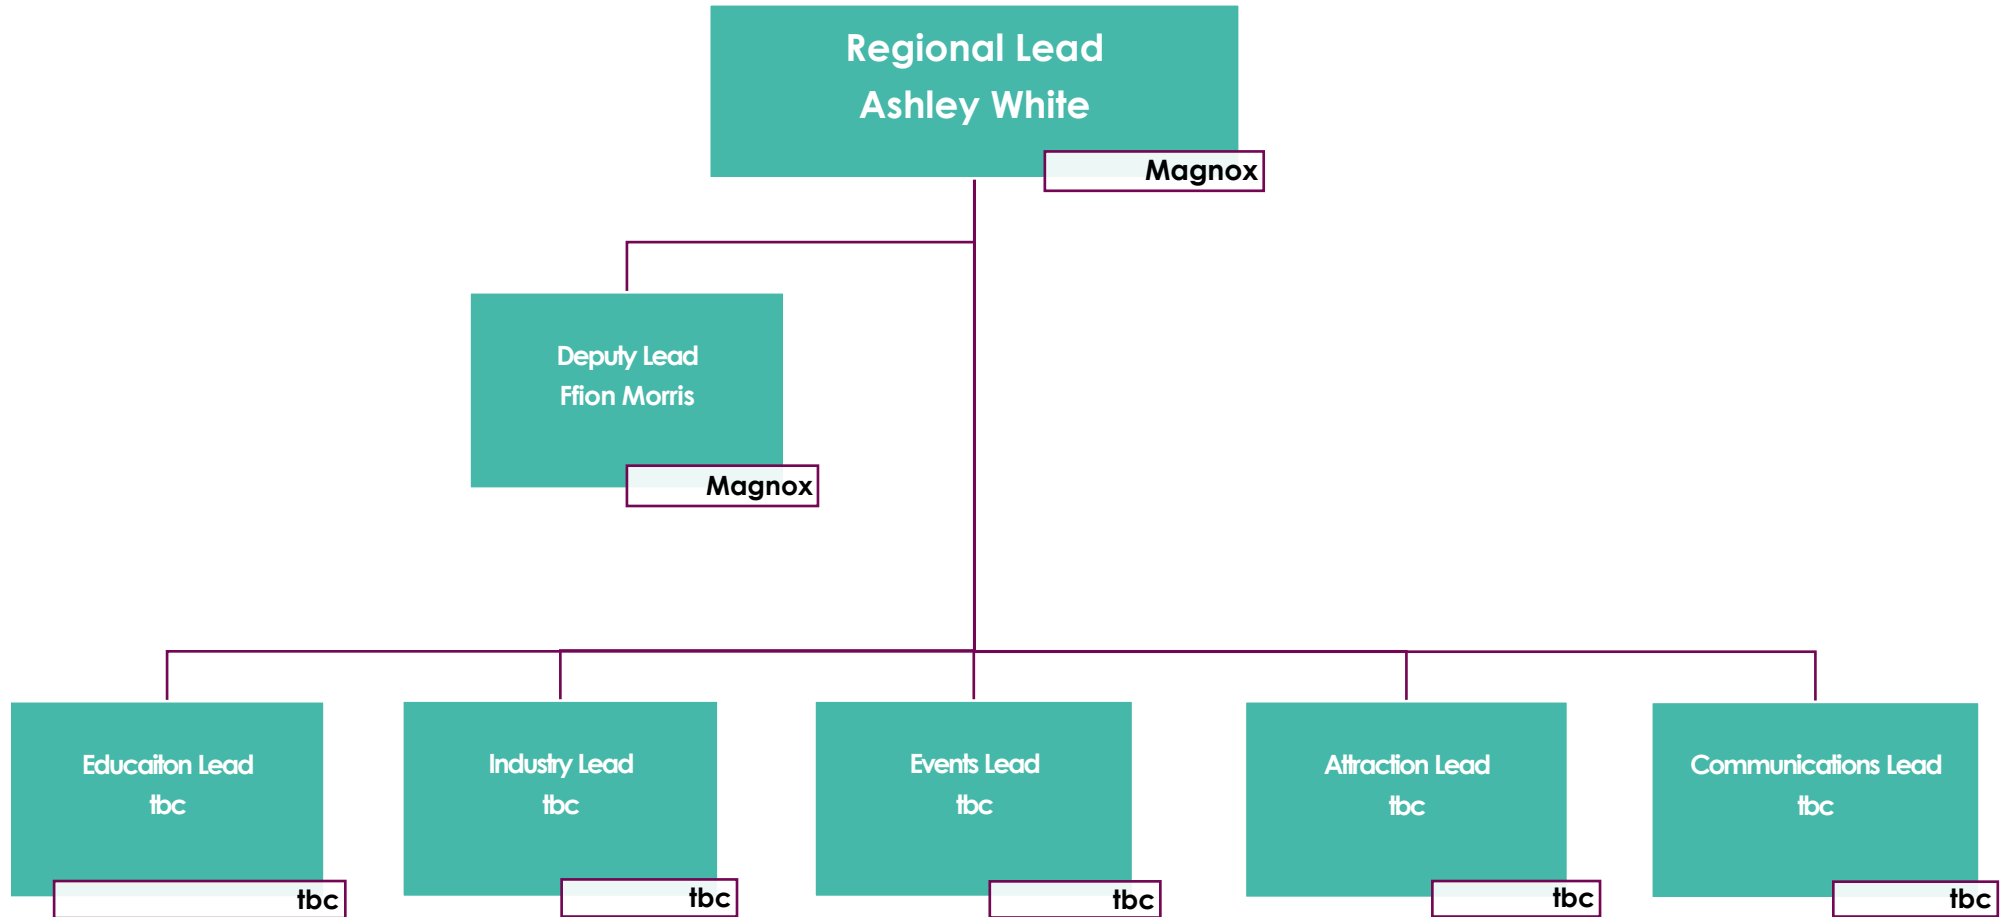 Regional Lead
Ashley White
Magnox
Deputy Lead
Ffion Morris
Magnox
Educaiton Lead
tbc
tbc
Industry Lead
tbc
tbc
Events Lead
tbc
tbc
Attraction Lead
tbc
tbc
Communications Lead
tbc
tbc